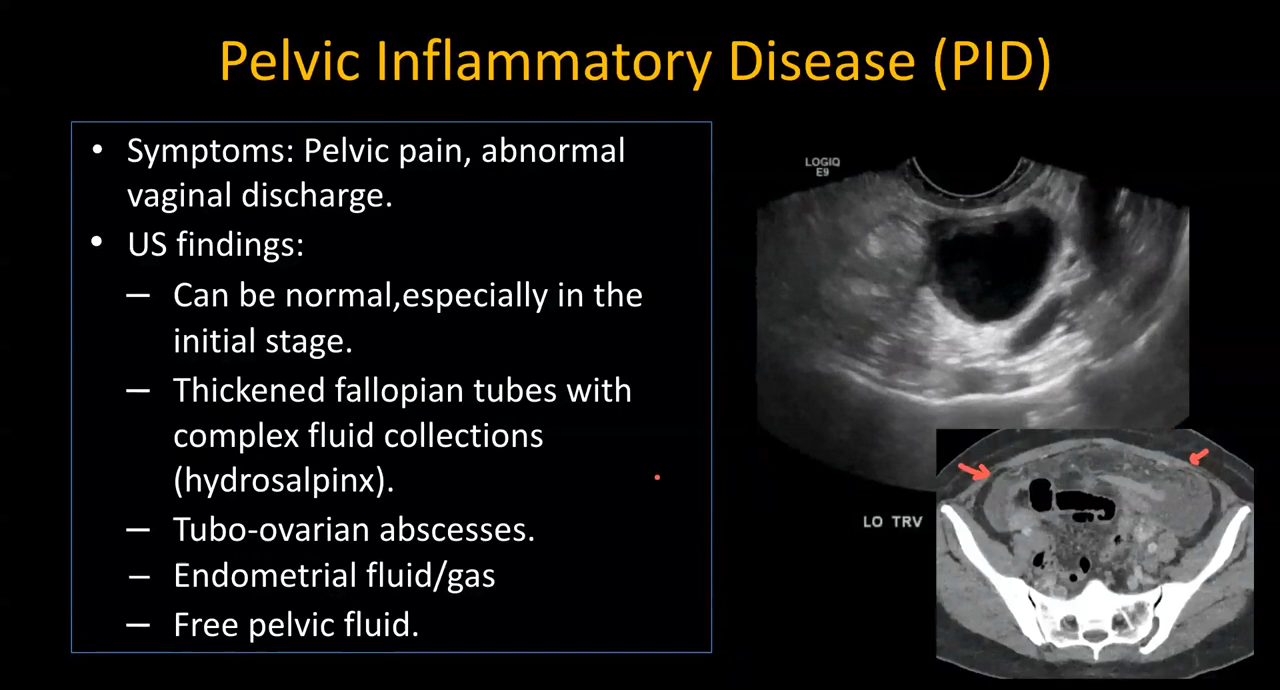 Pelvic Inflammatory Disease (PID)
• Symptoms: Pelvic pain, abnormal
vaginal discharge.
• US findings:
– Can be normal,especially in the
initial stage.
– Thickened fallopian tubes with
complex fluid collections
(hydrosalpinx).
– Tubo-ovarian abscesses.
– Endometrial fluid/gas
– Free pelvic fluid.
LOGIQ
E9
LO TRV